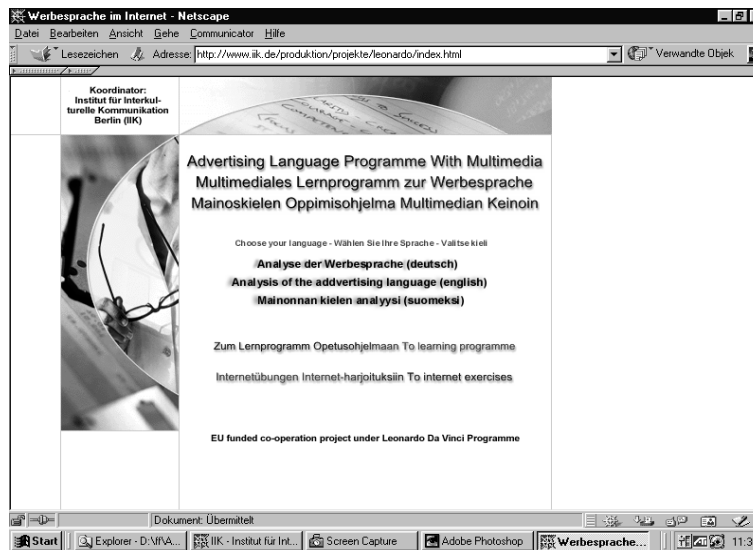 Werbesprache im Internet - Netscape
Datei Bearbeiten Ansicht Gehe Communicator Hilfe
Lesezeichen Adresse: http://www.iik.de/produktion/projekte/leonardo/index.html Verwandte Objek
Koordinator:
Institut für Interkul-
turelle Kommunikation
Berlin (IIK)
Advertising Language Programme With Multimedia
Multimediales Lernprogramm zur Werbesprache
Mainoskielen Oppimisohjelma Multimedian Keinoin
Choose your language - Wählen Sie Ihre Sprache - Valitse kieli
Analyse der Werbesprache (deutsch)
Analysis of the addvertising language (english)
Mainonnan kielen analyysi (suomeksi)
Zum Lernprogramm Opetusohjelmaan To learning programme
Internetübungen Internet-harjoituksiin To internet exercises
EU funded co-operation project under Leonardo Da Vinci Programme
Dokument: Übermittelt
Start Explorer - D:\ff\A... IIK - Institut für Int... Screen Capture Adobe Photoshop Werbesprache... 11:3